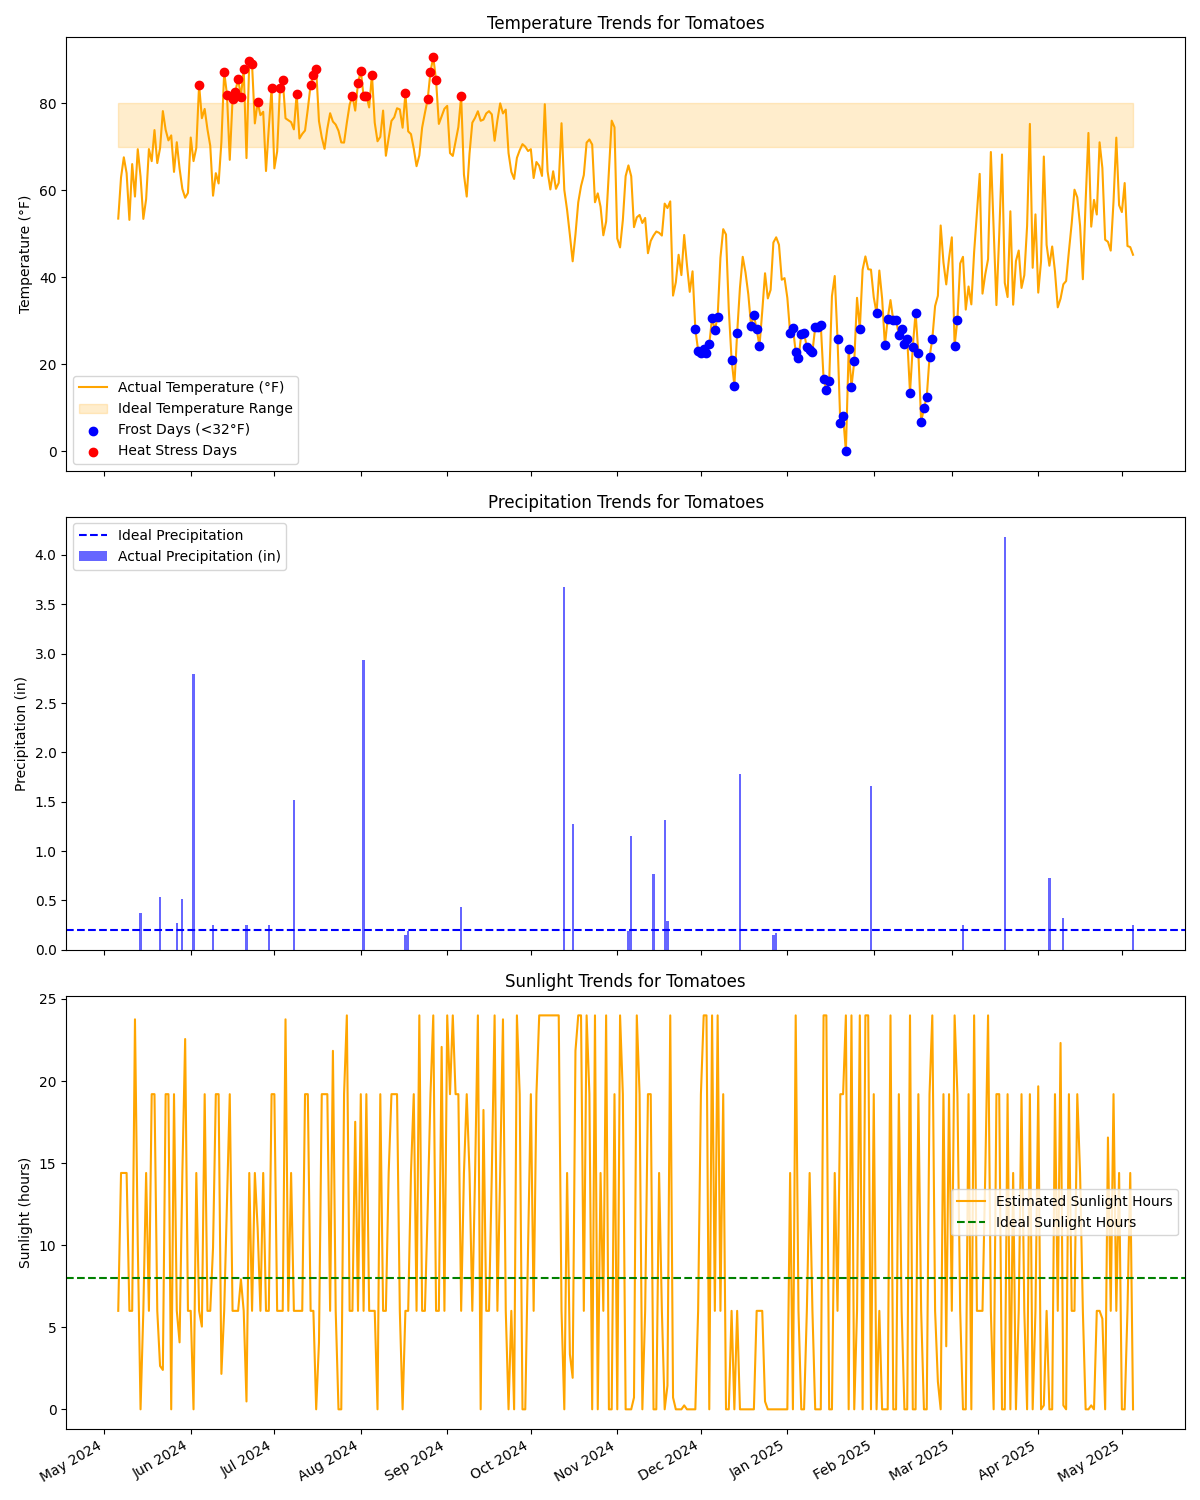 Temperature Trends for Tomatoes
Temperature (°F)
80
60
40
20
0
Actual Temperature (°F)
Ideal Temperature Range
Frost Days (<32°F)
Heat Stress Days
Precipitation Trends for Tomatoes
Precipitation (in)
4.0
3.5
3.0
2.5
2.0
1.5
1.0
0.5
0.0
Ideal Precipitation
Actual Precipitation (in)
Sunlight Trends for Tomatoes
Sunlight (hours)
25
20
15
10
5
0
Estimated Sunlight Hours
Ideal Sunlight Hours
May 2024
Jun 2024
Jul 2024
Aug 2024
Sep 2024
Oct 2024
Nov 2024
Dec 2024
Jan 2025
Feb 2025
Mar 2025
Apr 2025
May 2025